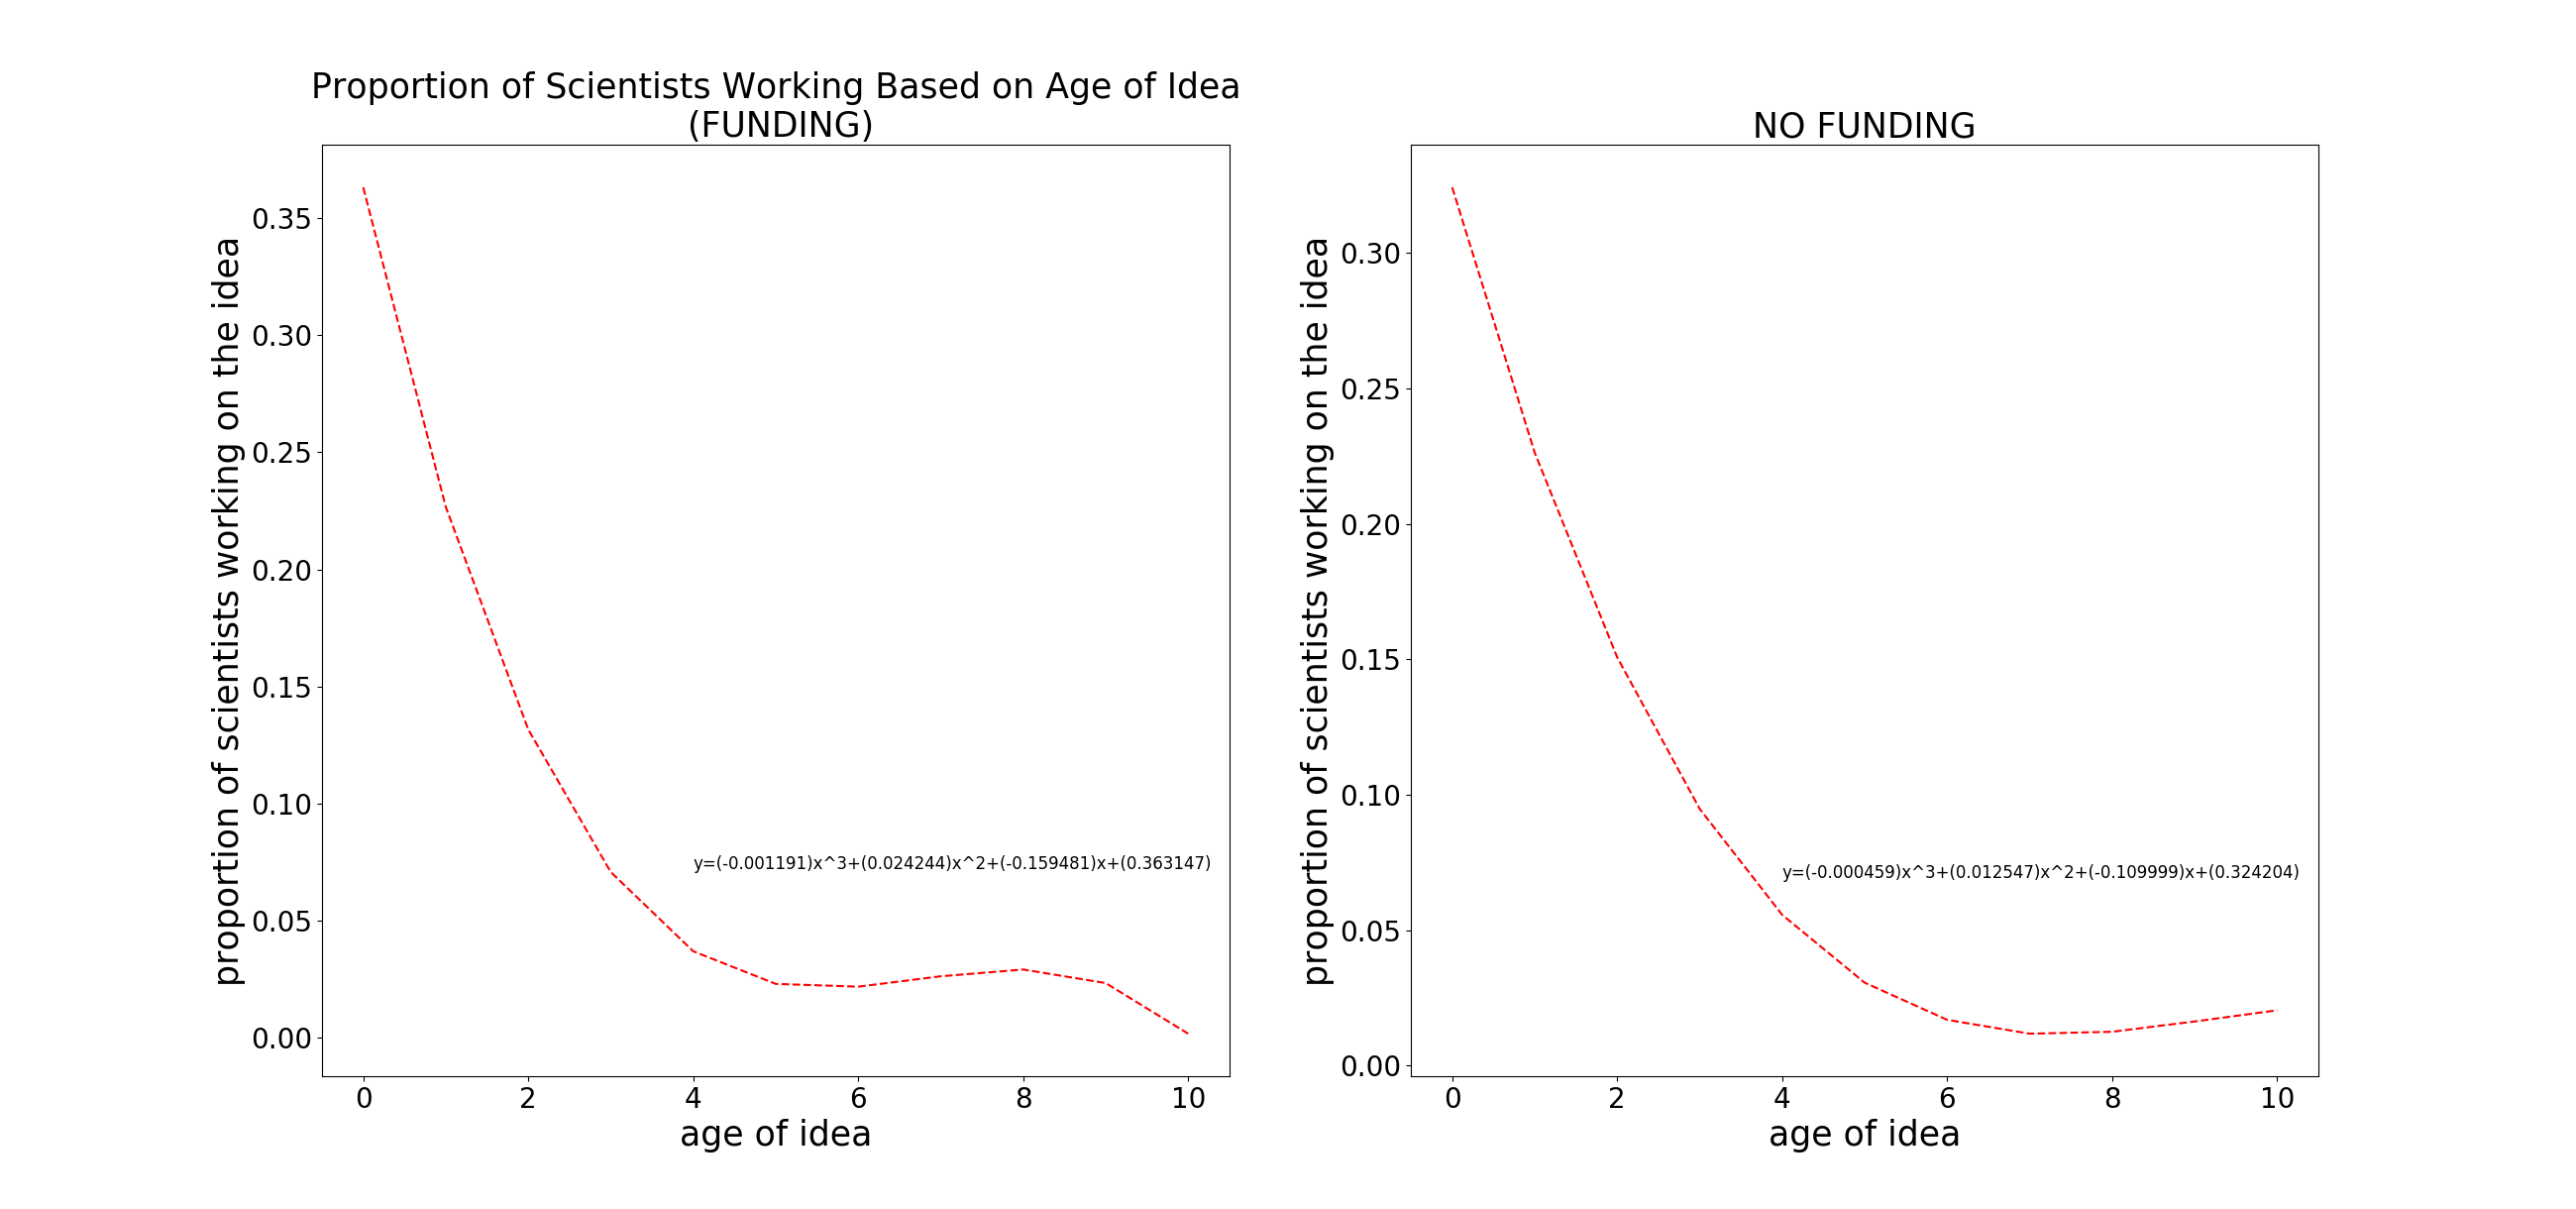 Proportion of Scientists Working Based on Age of Idea
(FUNDING)
proportion of scientists working on the idea
0.35
0.30
0.25
0.20
0.15
0.10
0.05
0.00
y=(-0.001191)x^3+(0.024244)x^2+(-0.159481)x+(0.363147)
0 2 4 6 8 10
age of idea
NO FUNDING
proportion of scientists working on the idea
0.30
0.25
0.20
0.15
0.10
0.05
0.00
y=(-0.000459)x^3+(0.012547)x^2+(-0.109999)x+(0.324204)
0 2 4 6 8 10
age of idea